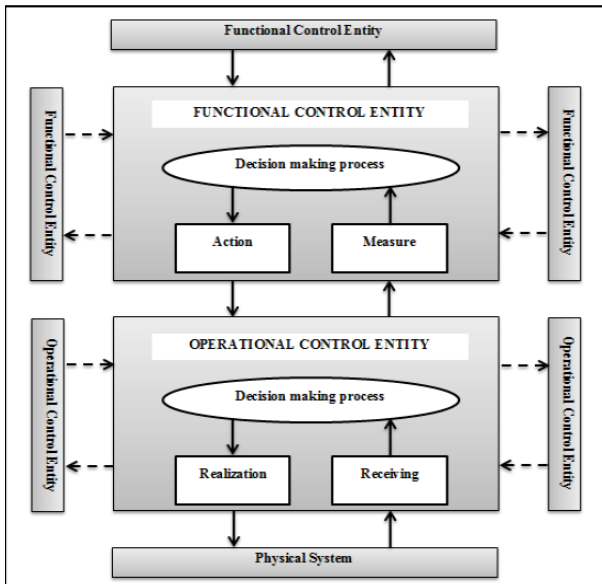 Functional Control Entity
FUNCTIONAL CONTROL ENTITY
Decision making process
Action
Measure
Functional Control Entity
Functional Control Entity
OPERATIONAL CONTROL ENTITY
Decision making process
Realization
Receiving
Operational Control Entity
Operational Control Entity
Physical System